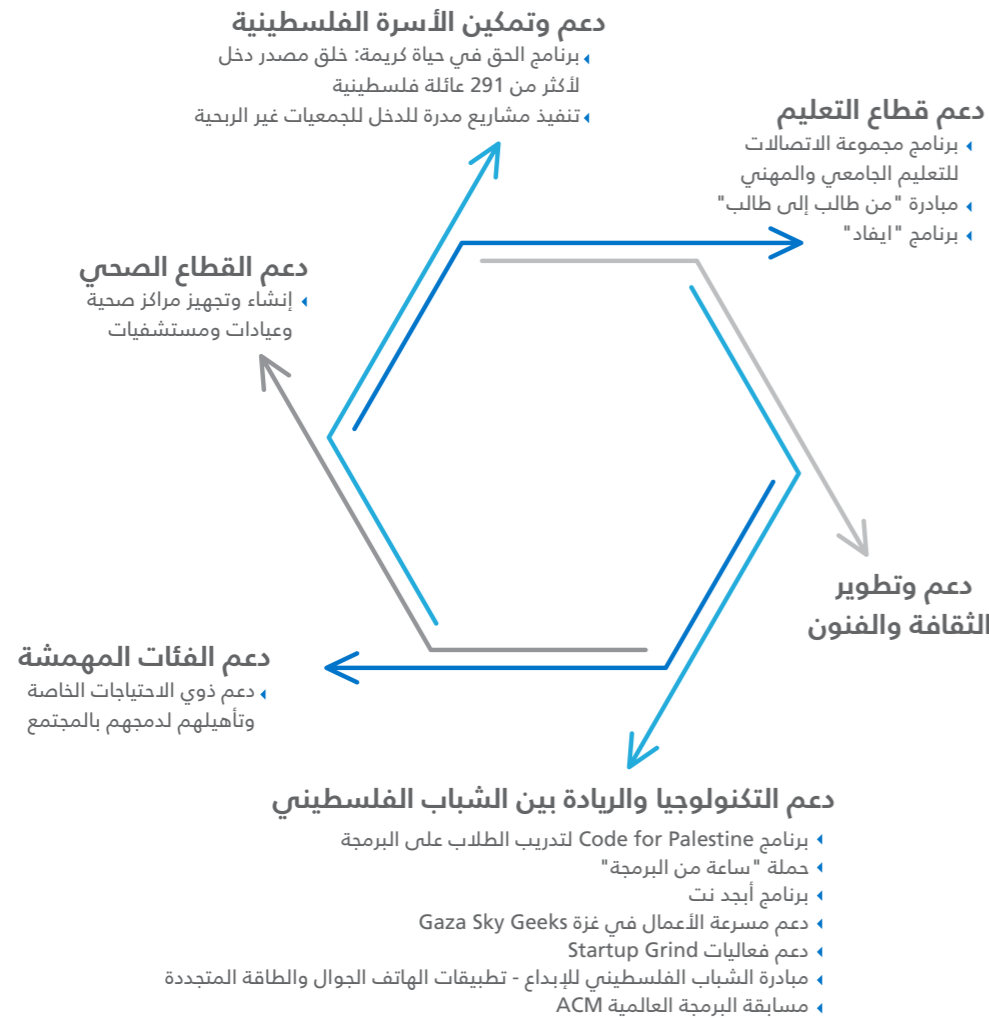 دعم وتمكين الأسرة الفلسطينية
برنامج الحق في حياة كريمة: خلق مصدر دخل
لأكثر من 291 عائلة فلسطينية
تنفيذ مشاريع مدرة للدخل للجمعيات غير الربحية
دعم قطاع التعليم
برنامج مجموعة الاتصالات
للتعليم الجامعي والمهني
مبادرة "من طالب إلى طالب"
برنامج "ايفاد"
دعم القطاع الصحي
إنشاء وتجهيز مراكز صحية
وعيادات ومستشفيات
دعم وتطوير
الثقافة والفنون
دعم الفئات المهمشة
دعم ذوي الاحتياجات الخاصة
وتأهيلهم لدمجهم بالمجتمع
دعم التكنولوجيا والريادة بين الشباب الفلسطيني
برنامج Code for Palestine لتدريب الطلاب على البرمجة
حملة "ساعة من البرمجة"
برنامج أبجد نت
دعم مسرعة الأعمال في غزة Gaza Sky Geeks
دعم فعاليات Startup Grind
مبادرة الشباب الفلسطيني للإبداع - تطبيقات الهاتف الجوال والطاقة المتجددة
مسابقة البرمجة العالمية ACM